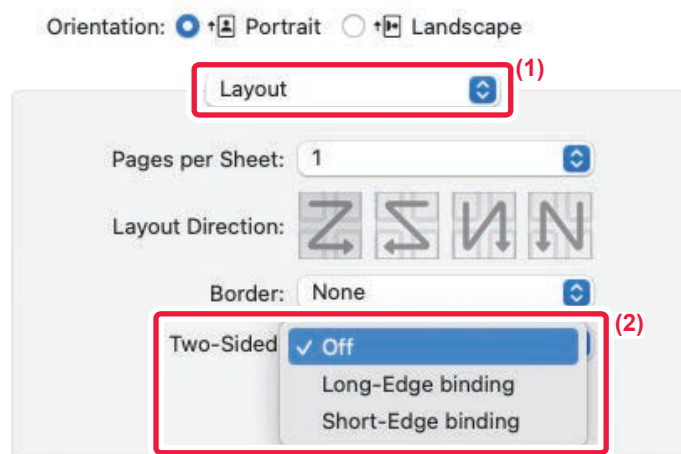 Orientation: Portrait Landscape
(1)
Layout
Pages per Sheet: 1
Layout Direction:
Border: None
(2)
Two-Sided ✓ Off
Long-Edge binding
Short-Edge binding